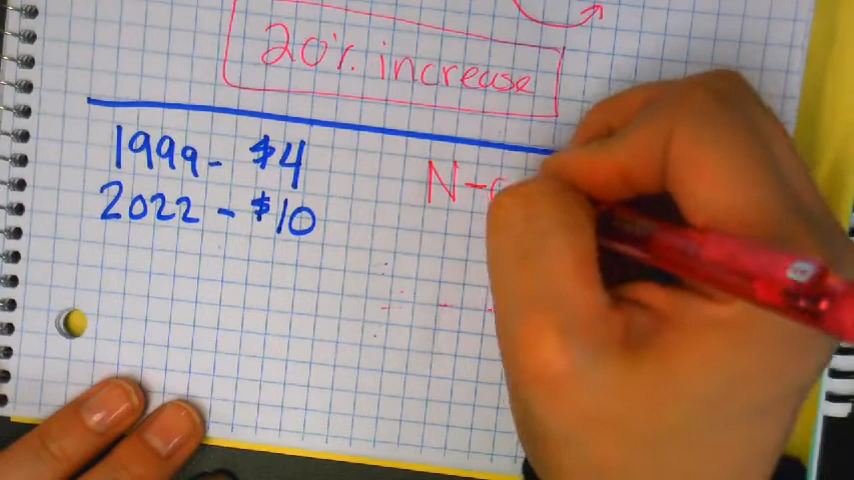 20% increase
1999- $4
2022 - $10
N-